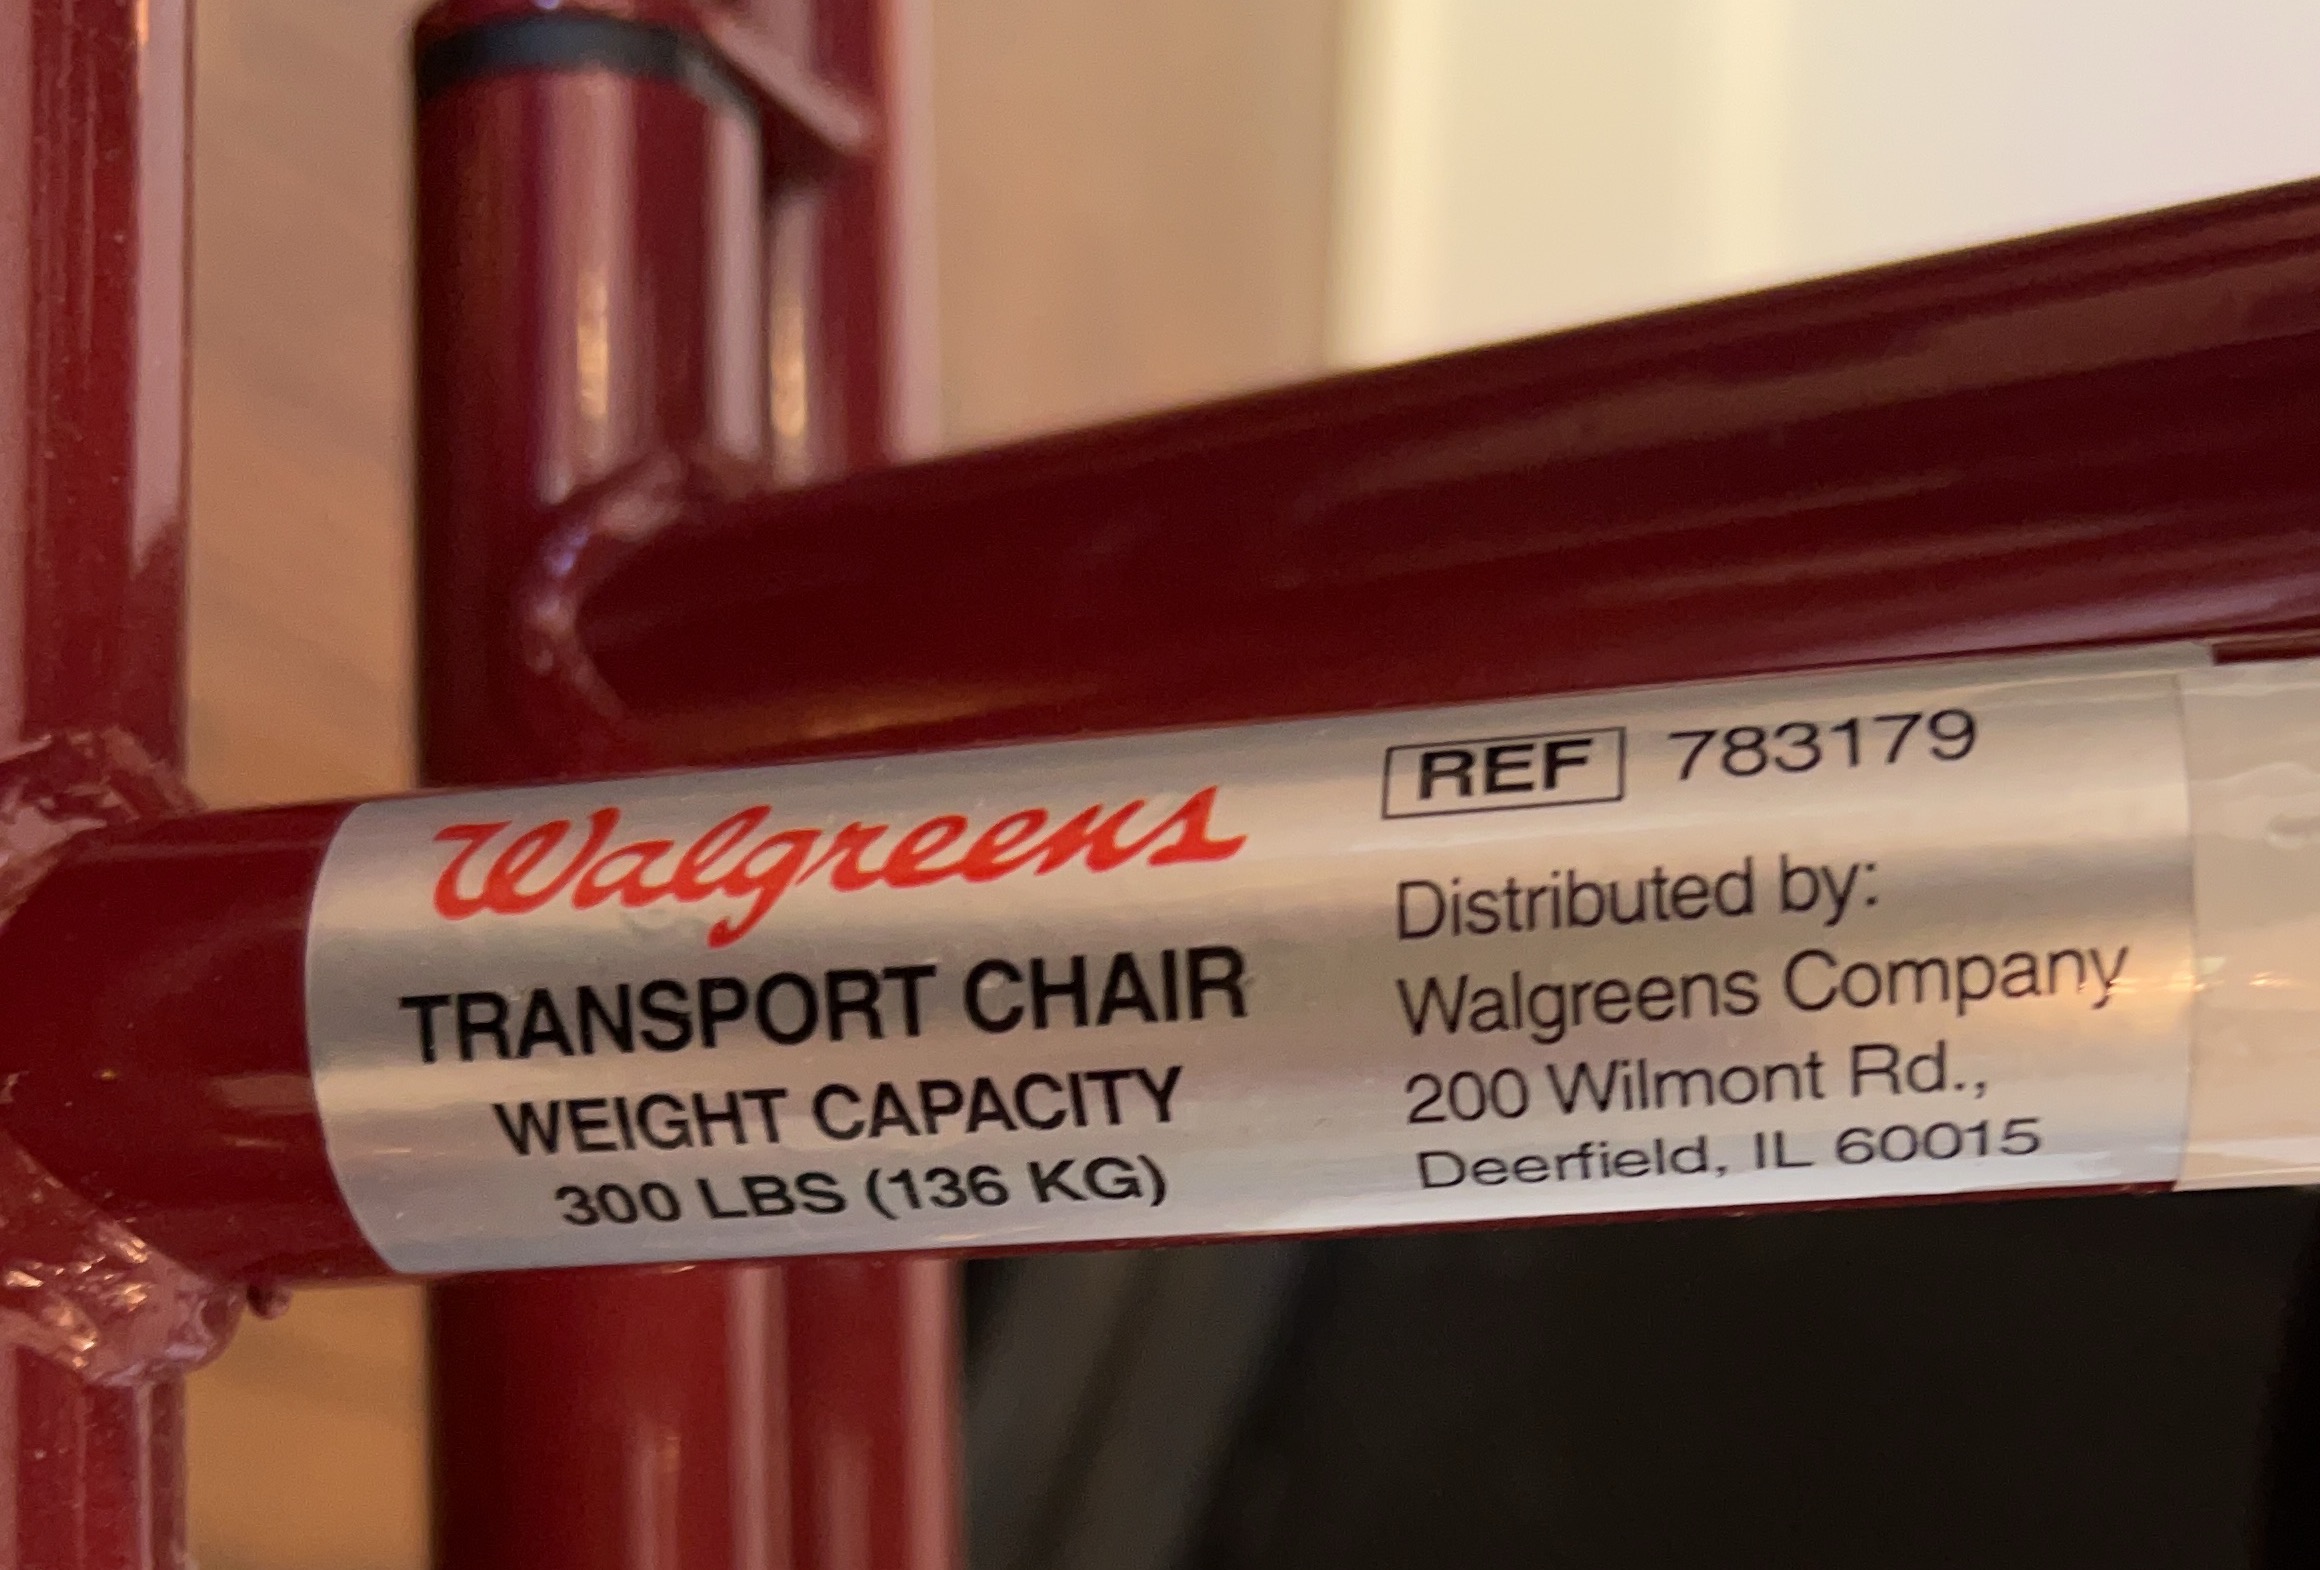 Walgreens
TRANSPORT CHAIR
WEIGHT CAPACITY
300 LBS (136 KG)
REF 783179
Distributed by:
Walgreens Company
200 Wilmont Rd.,
Deerfield, IL 60015